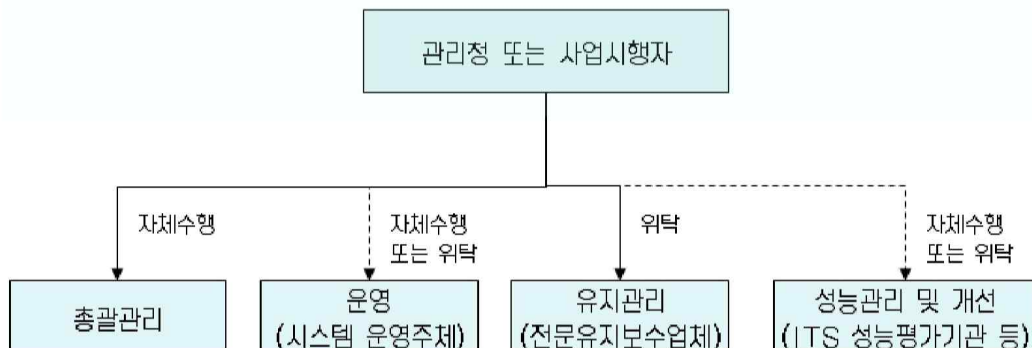 관리청 또는 사업시행자
자체수행
자체수행
또는 위탁
위탁
자체수행
또는 위탁
총괄관리
운영
(시스템 운영주체)
유지관리
(전문유지보수업체)
성능관리 및 개선
(ITS 성능평가기관 등)